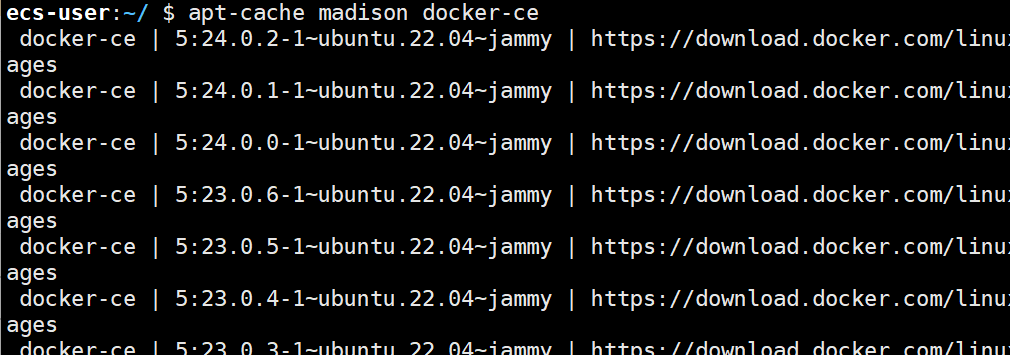 ecs-user:~/ $ apt-cache madison docker-ce
docker-ce | 5:24.0.2-1~ubuntu.22.04~jammy | https://download.docker.com/linux
ages
docker-ce | 5:24.0.1-1~ubuntu.22.04~jammy | https://download.docker.com/linux
ages
docker-ce | 5:24.0.0-1~ubuntu.22.04~jammy | https://download.docker.com/linux
ages
docker-ce | 5:23.0.6-1~ubuntu.22.04~jammy | https://download.docker.com/linux
ages
docker-ce | 5:23.0.5-1~ubuntu.22.04~jammy | https://download.docker.com/linux
ages
docker-ce | 5:23.0.4-1~ubuntu.22.04~jammy | https://download.docker.com/linux
ages
docker-ce | 5:23.0.3-1~ubuntu.22.04~jammy | https://download.docker.com/linux